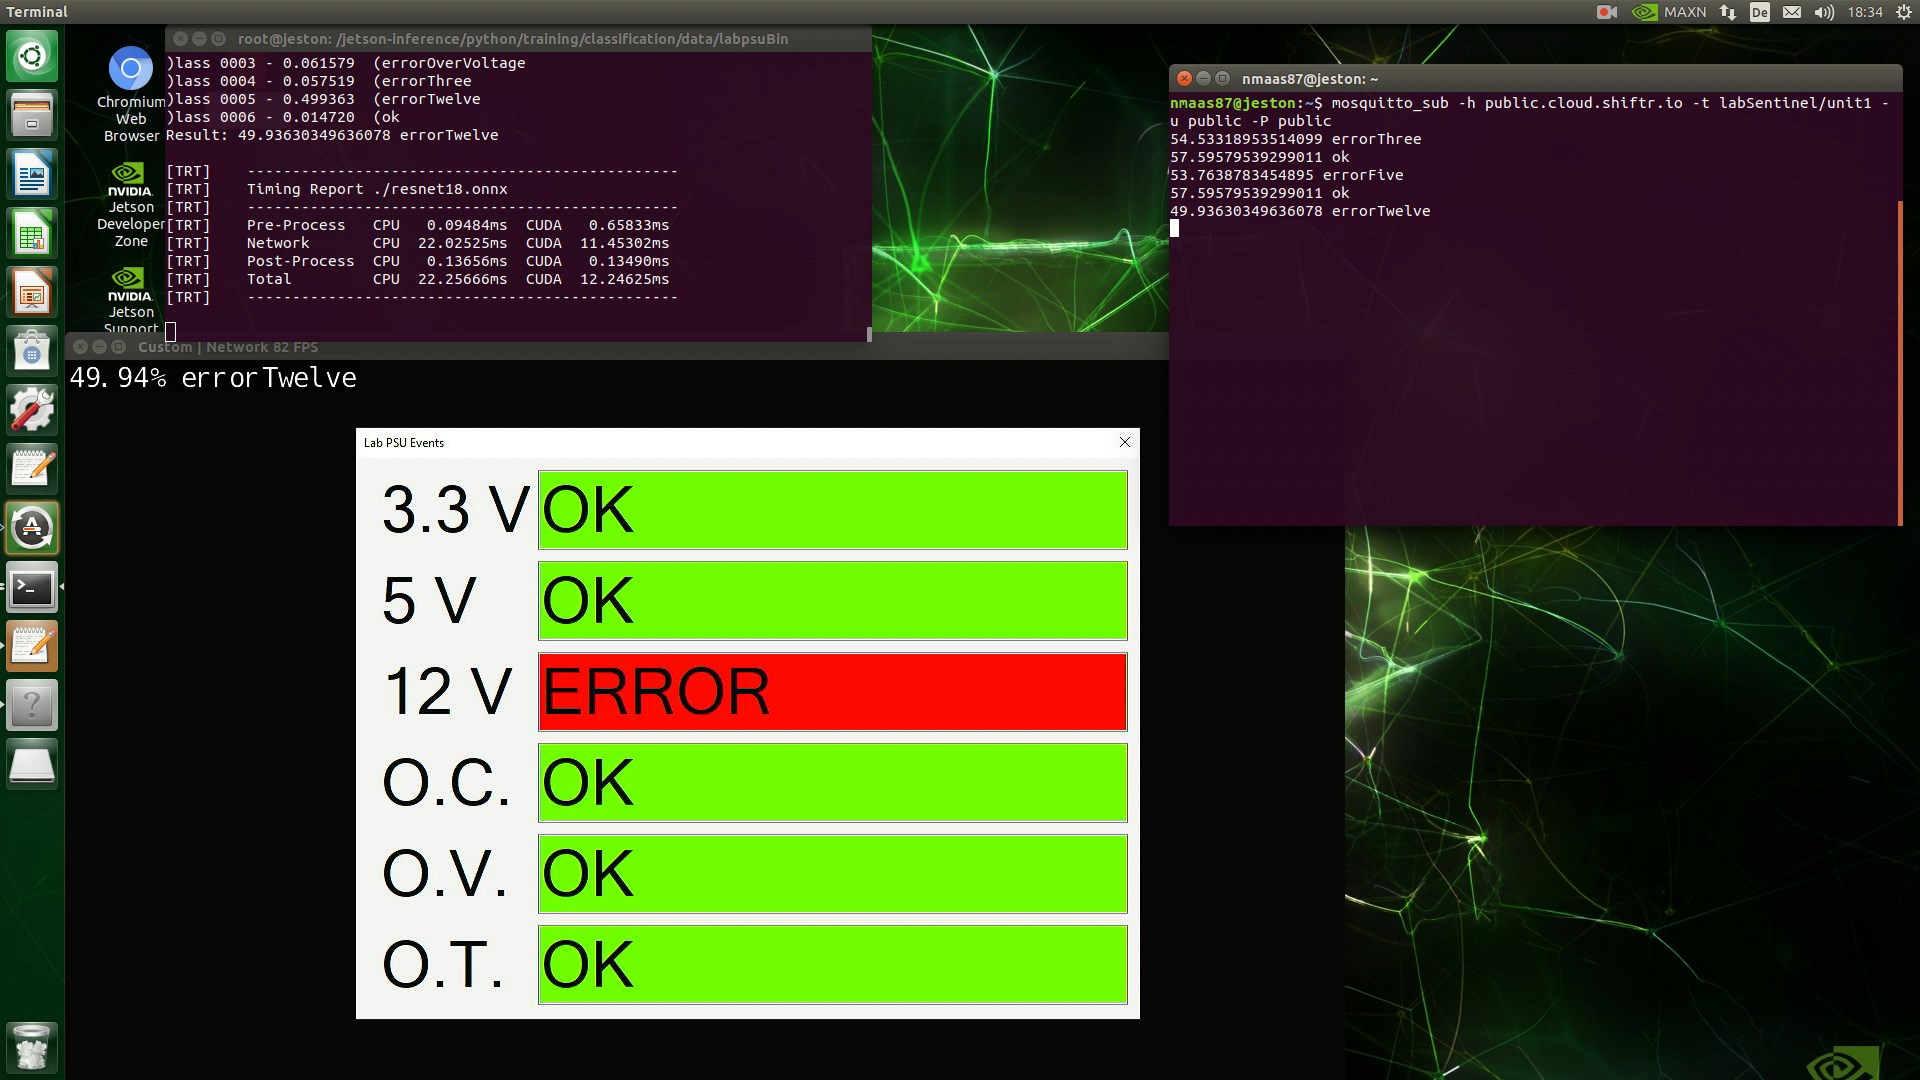 Terminal
MAXN
De
18:34
root@jeston: /jetson-inference/python/training/classification/data/labpsuBin
)lass 0003 - 0.061579  (errorOverVoltage
)lass 0004 - 0.057519  (errorThree
)lass 0005 - 0.499363  (errorTwelve
)lass 0006 - 0.014720  (ok
Result: 49.93630349636078 errorTwelve
[TRT]    -----------------------------------------------
[TRT]    Timing Report ./resnet18.onnx
[TRT]    -----------------------------------------------
[TRT]    Pre-Process   CPU   0.09484ms  CUDA   0.65833ms
[TRT]    Network       CPU  22.02525ms  CUDA  11.45302ms
[TRT]    Post-Process  CPU   0.13656ms  CUDA   0.13490ms
[TRT]    Total         CPU  22.25666ms  CUDA  12.24625ms
[TRT]    -----------------------------------------------
Chromium
Web
Browser
NVIDIA.
Jetson
Developer
Zone
NVIDIA.
Jetson
Support
nmaas87@jeston: ~
nmaas87@jeston:~$ mosquitto_sub -h public.cloud.shiftr.io -t labSentinel/unit1 -
u public -P public
54.53318953514099 errorThree
57.59579539299011 ok
53.7638783454895 errorFive
57.59579539299011 ok
49.93630349636078 errorTwelve
Custom | Network 82 FPS
49.94% errorTwelve
Lab PSU Events
3.3 V OK
5 V OK
12 V ERROR
O.C. OK
O.V. OK
O.T. OK